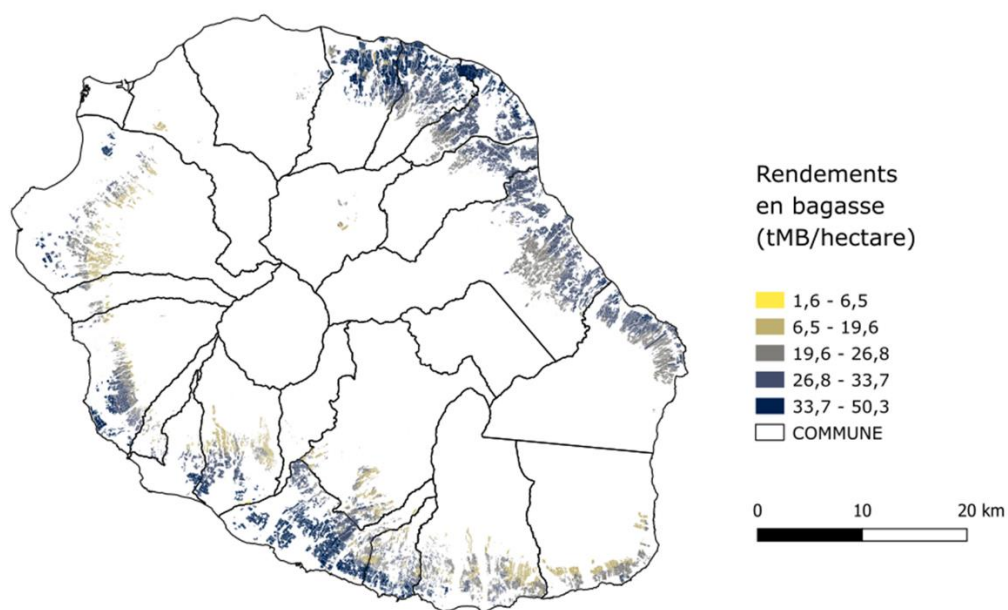 Rendements
en bagasse
(tMB/hectare)
1,6 - 6,5
6,5 - 19,6
19,6 - 26,8
26,8 - 33,7
33,7 - 50,3
COMMUNE
0 10 20 km